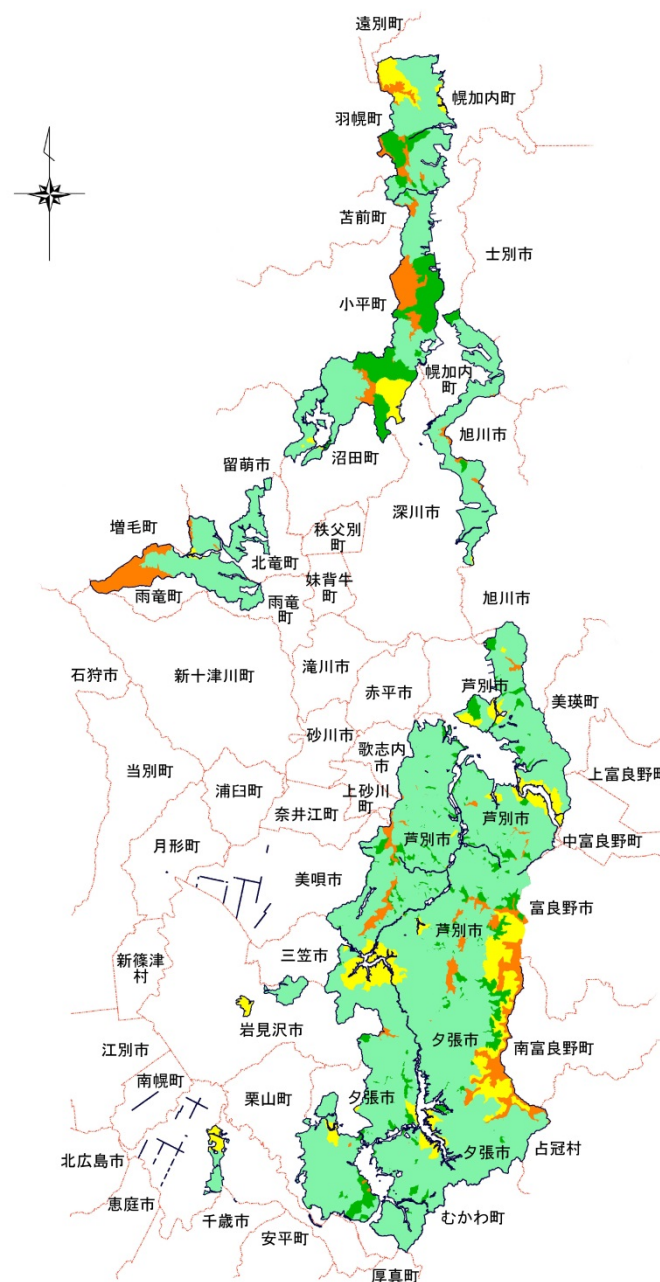 遠別町
幌加内町
羽幌町
苫前町
士別市
小平町
幌加内
町
旭川市
沼田町
留萌市
深川市
秩父別
町
増毛町
北竜町
妹背牛
町
雨竜町
雨竜
町
旭川市
石狩市
新十津川町
滝川市
赤平市
芦別市
美瑛町
砂川市
歌志内
市
上富良野町
当別町
浦臼町
上砂川
町
奈井江町
芦別市
芦別市
中富良野町
月形町
美唄市
富良野市
芦別市
新篠津
村
三笠市
岩見沢市
夕張市
南富良野町
江別市
南幌町
栗山町
夕張市
夕張市
占冠村
北広島市
恵庭市
千歳市
むかわ町
安平町
厚真町